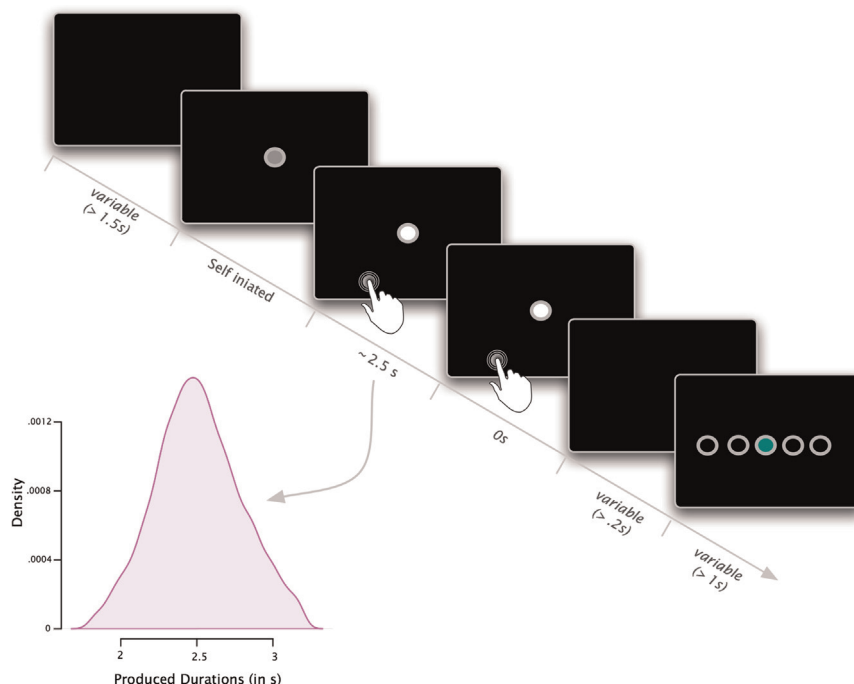 variable
(> 1.5s)
Self iniated
~ 2.5 s
0s
variable
(> .2s)
variable
(> 1s)
.0012
.0008
.0004
0
Density
2
2.5
3
Produced Durations (in s)